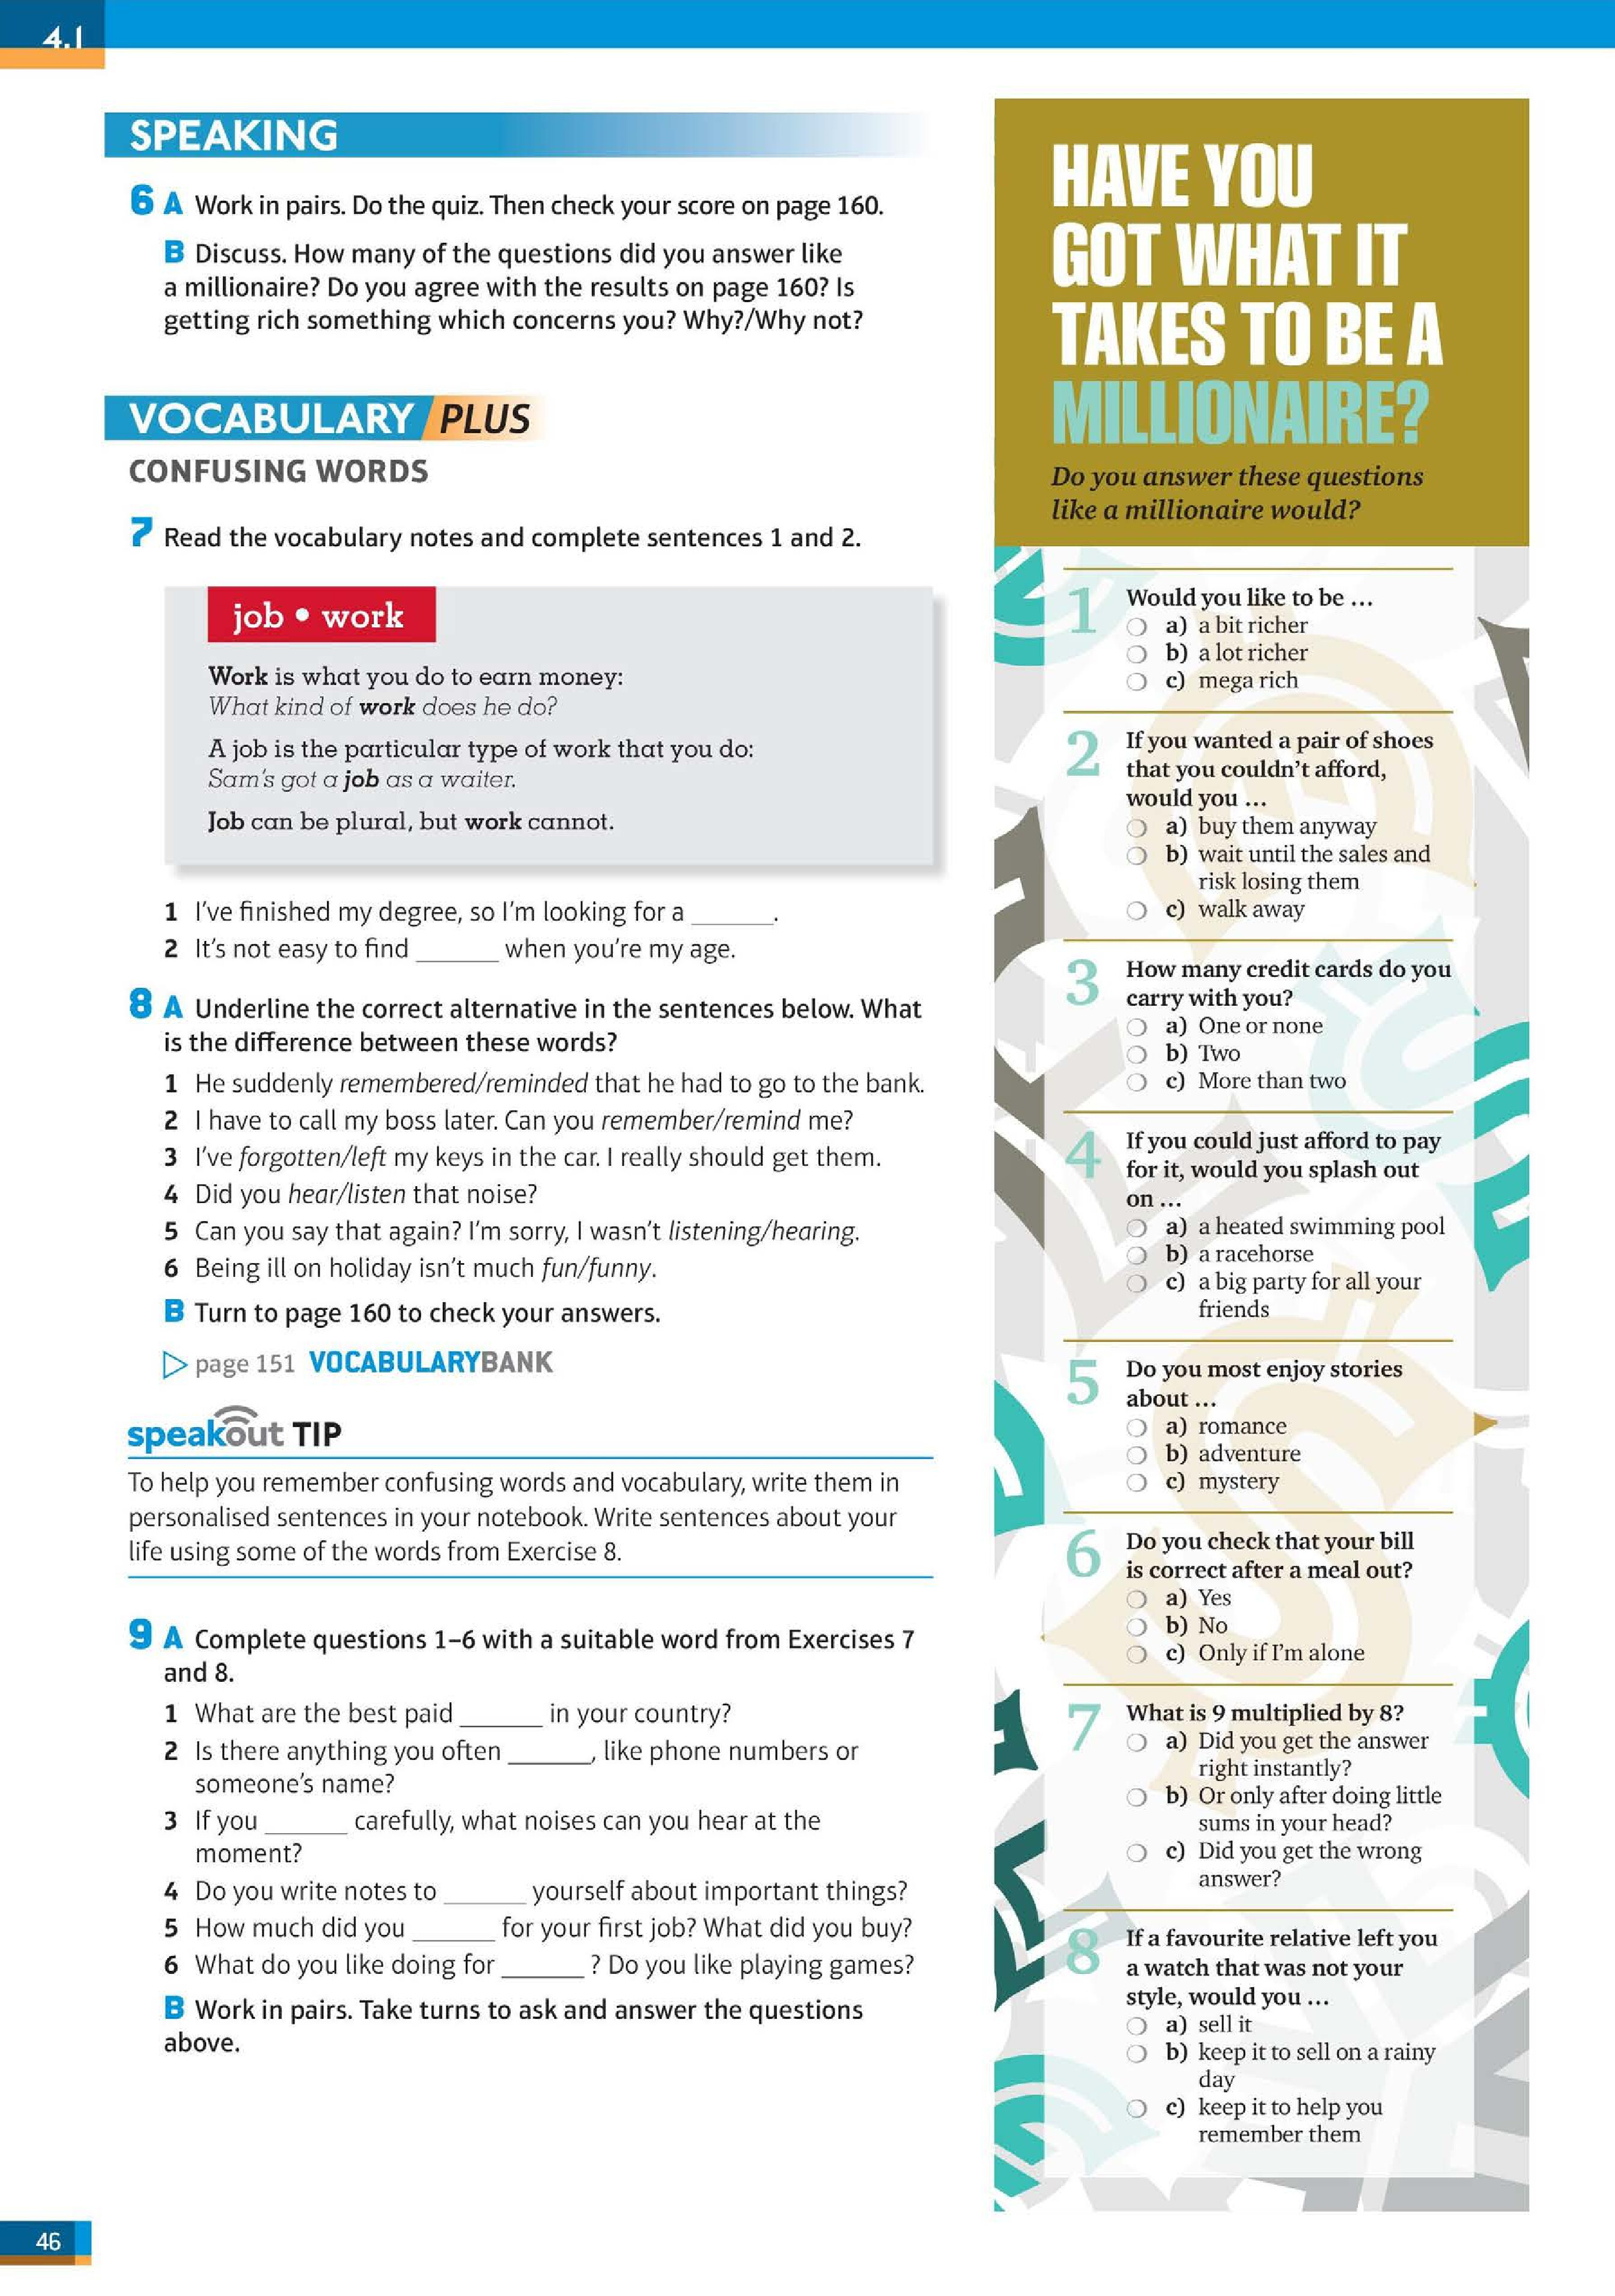 4.1
SPEAKING
6 A Work in pairs. Do the quiz. Then check your score on page 160.
B Discuss. How many of the questions did you answer like
a millionaire? Do you agree with the results on page 160? Is
getting rich something which concerns you? Why?/Why not?
VOCABULARY PLUS
CONFUSING WORDS
7 Read the vocabulary notes and complete sentences 1 and 2.
job • work
Work is what you do to earn money:
What kind of work does he do?
A job is the particular type of work that you do:
Sam's got a job as a waiter.
Job can be plural, but work cannot.
1 I've finished my degree, so I'm looking for a ______.
2 It's not easy to find ______ when you're my age.
8 A Underline the correct alternative in the sentences below. What
is the difference between these words?
1 He suddenly remembered/reminded that he had to go to the bank.
2 I have to call my boss later. Can you remember/remind me?
3 I've forgotten/left my keys in the car. I really should get them.
4 Did you hear/listen that noise?
5 Can you say that again? I'm sorry, I wasn't listening/hearing.
6 Being ill on holiday isn't much fun/funny.
B Turn to page 160 to check your answers.
page 151 VOCABULARYBANK
speakout TIP
To help you remember confusing words and vocabulary, write them in
personalised sentences in your notebook. Write sentences about your
life using some of the words from Exercise 8.
9 A Complete questions 1–6 with a suitable word from Exercises 7
and 8.
1 What are the best paid ______ in your country?
2 Is there anything you often ______, like phone numbers or
someone's name?
3 If you ______ carefully, what noises can you hear at the
moment?
4 Do you write notes to ______ yourself about important things?
5 How much did you ______ for your first job? What did you buy?
6 What do you like doing for ______? Do you like playing games?
B Work in pairs. Take turns to ask and answer the questions
above.
HAVE YOU
GOT WHAT IT
TAKES TO BE A
MILLIONAIRE?
Do you answer these questions
like a millionaire would?
1 Would you like to be ...
a) a bit richer
b) a lot richer
c) mega rich
2 If you wanted a pair of shoes
that you couldn't afford,
would you ...
a) buy them anyway
b) wait until the sales and
risk losing them
c) walk away
3 How many credit cards do you
carry with you?
a) One or none
b) Two
c) More than two
4 If you could just afford to pay
for it, would you splash out
on ...
a) a heated swimming pool
b) a racehorse
c) a big party for all your
friends
5 Do you most enjoy stories
about ...
a) romance
b) adventure
c) mystery
6 Do you check that your bill
is correct after a meal out?
a) Yes
b) No
c) Only if I'm alone
7 What is 9 multiplied by 8?
a) Did you get the answer
right instantly?
b) Or only after doing little
sums in your head?
c) Did you get the wrong
answer?
8 If a favourite relative left you
a watch that was not your
style, would you ...
a) sell it
b) keep it to sell on a rainy
day
c) keep it to help you
remember them
46